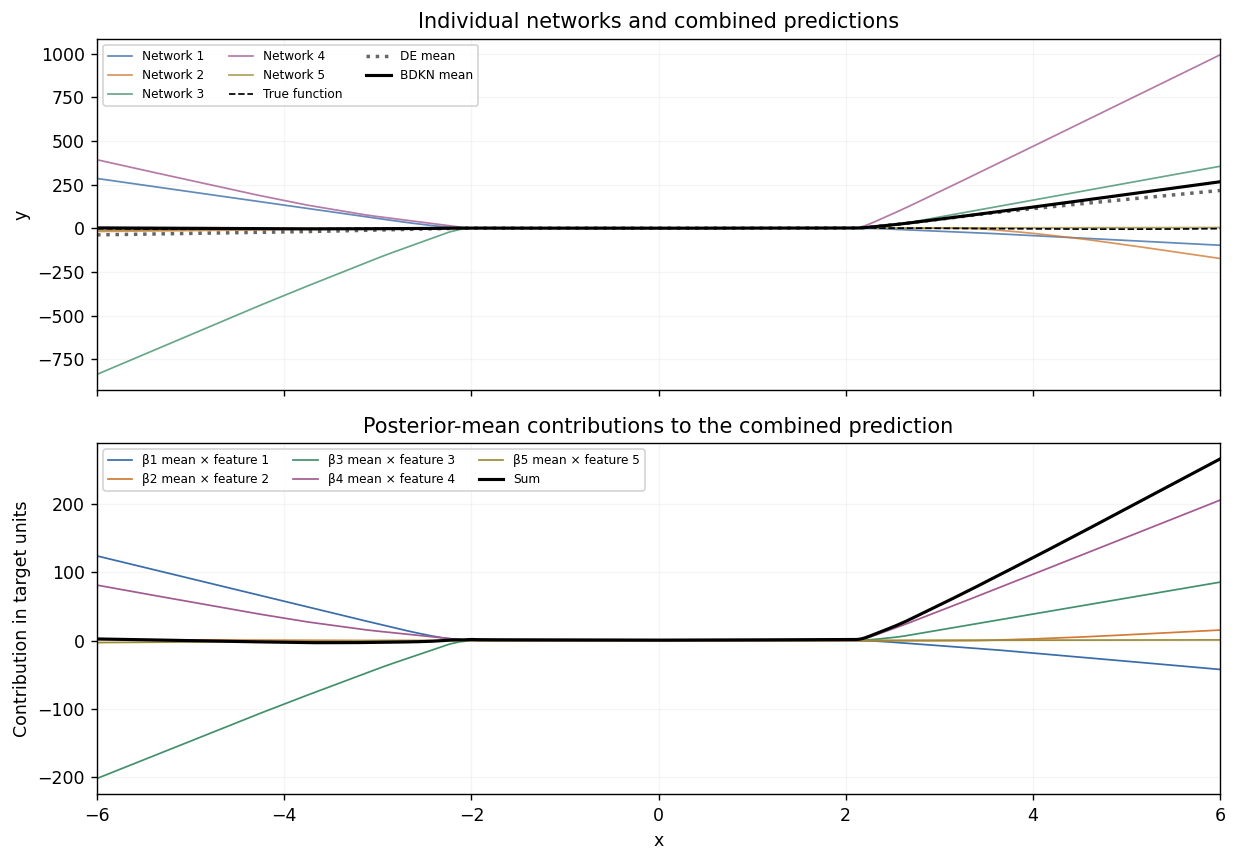 Individual networks and combined predictions
Network 1
Network 2
Network 3
Network 4
Network 5
True function
DE mean
BDKN mean
1000
750
500
250
0
−250
−500
−750
y
Posterior-mean contributions to the combined prediction
β1 mean × feature 1
β2 mean × feature 2
β3 mean × feature 3
β4 mean × feature 4
β5 mean × feature 5
Sum
200
100
0
−100
−200
Contribution in target units
−6
−4
−2
0
2
4
6
x